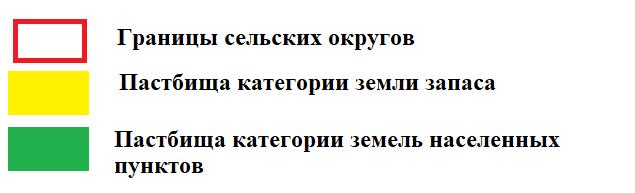 Границы сельских округов
Пастбища категории земли запаса
Пастбища категории земель населенных
пунктов